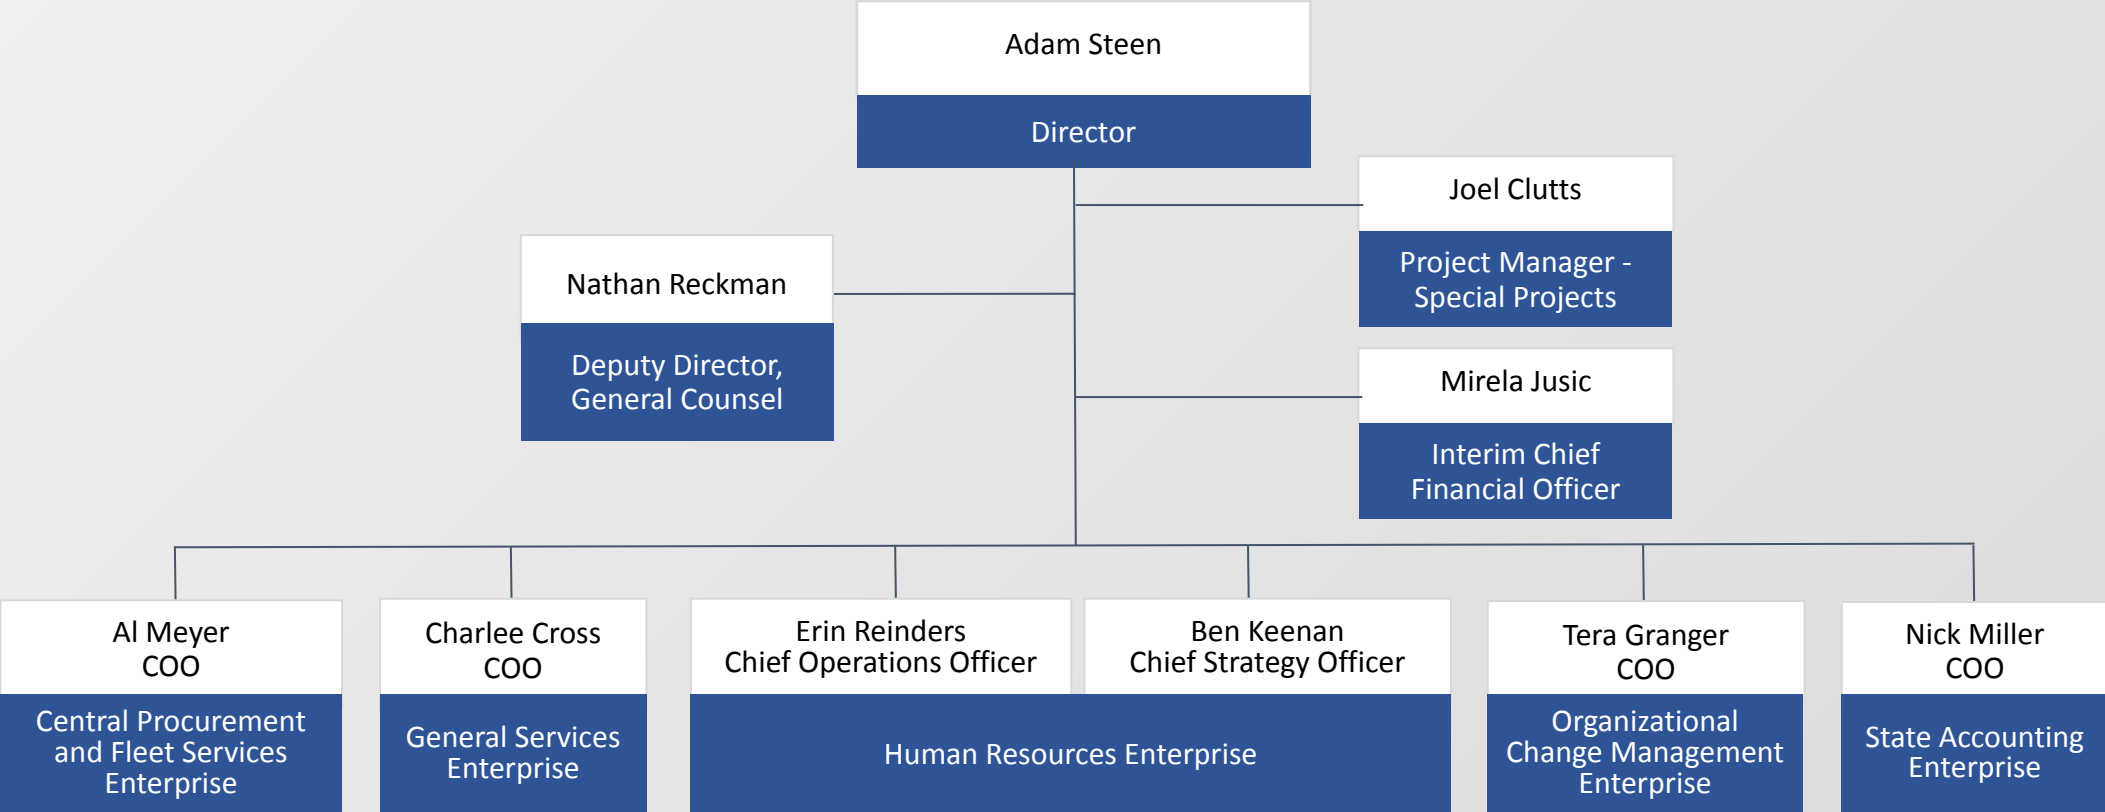 Adam Steen
Director
Joel Clutts
Project Manager -
Special Projects
Nathan Reckman
Deputy Director,
General Counsel
Mirela Jusic
Interim Chief
Financial Officer
Al Meyer
COO
Central Procurement
and Fleet Services
Enterprise
Charlee Cross
COO
General Services
Enterprise
Erin Reinders
Chief Operations Officer
Ben Keenan
Chief Strategy Officer
Human Resources Enterprise
Tera Granger
COO
Organizational
Change Management
Enterprise
Nick Miller
COO
State Accounting
Enterprise